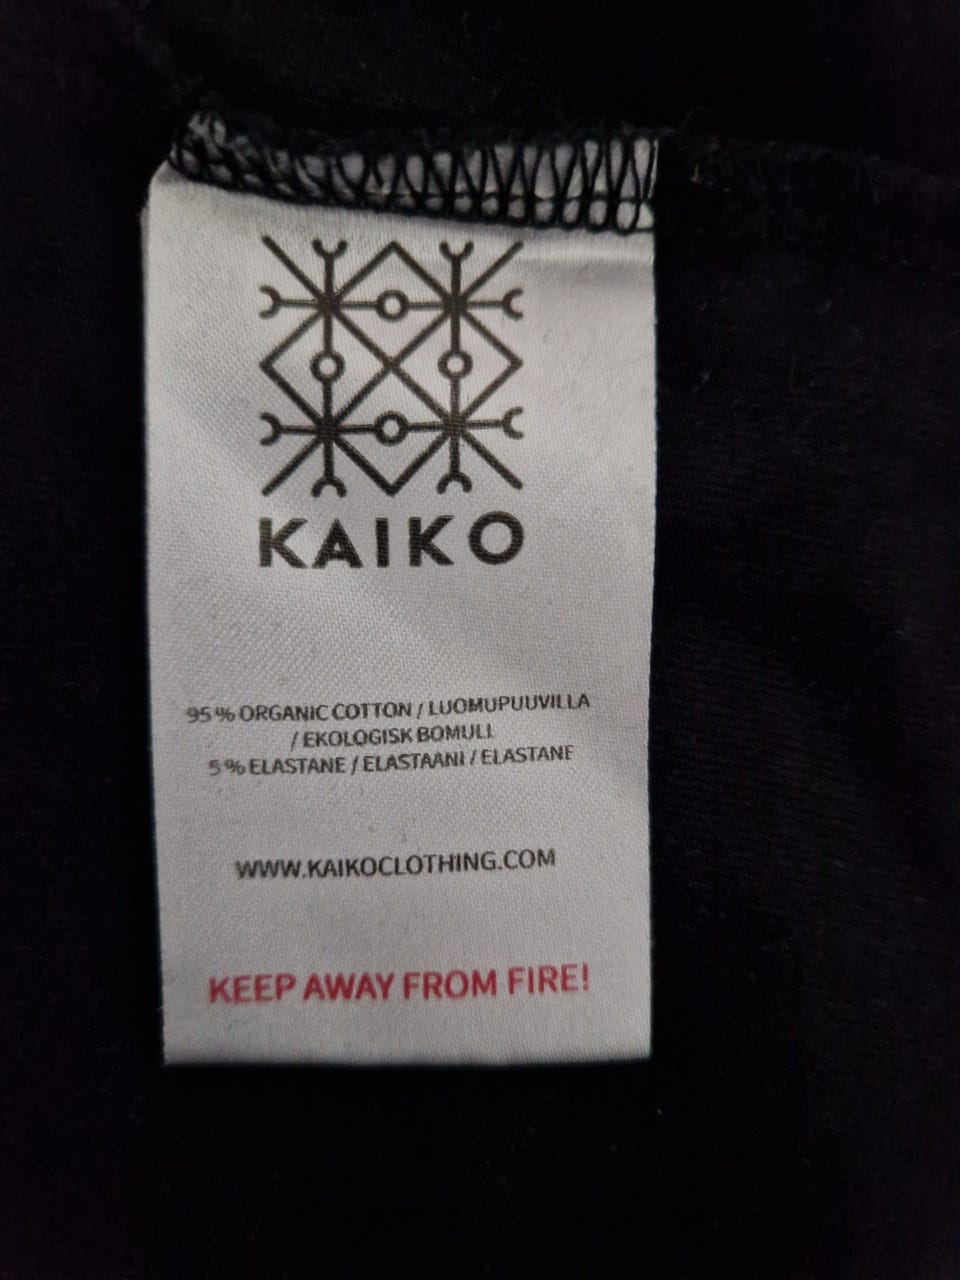 KAIKO
95 % ORGANIC COTTON / LUOMUPUUVILLA
/ EKOLOGISK BOMULL
5 % ELASTANE / ELASTAANI / ELASTANE
WWW.KAIKOCLOTHING.COM
KEEP AWAY FROM FIRE!